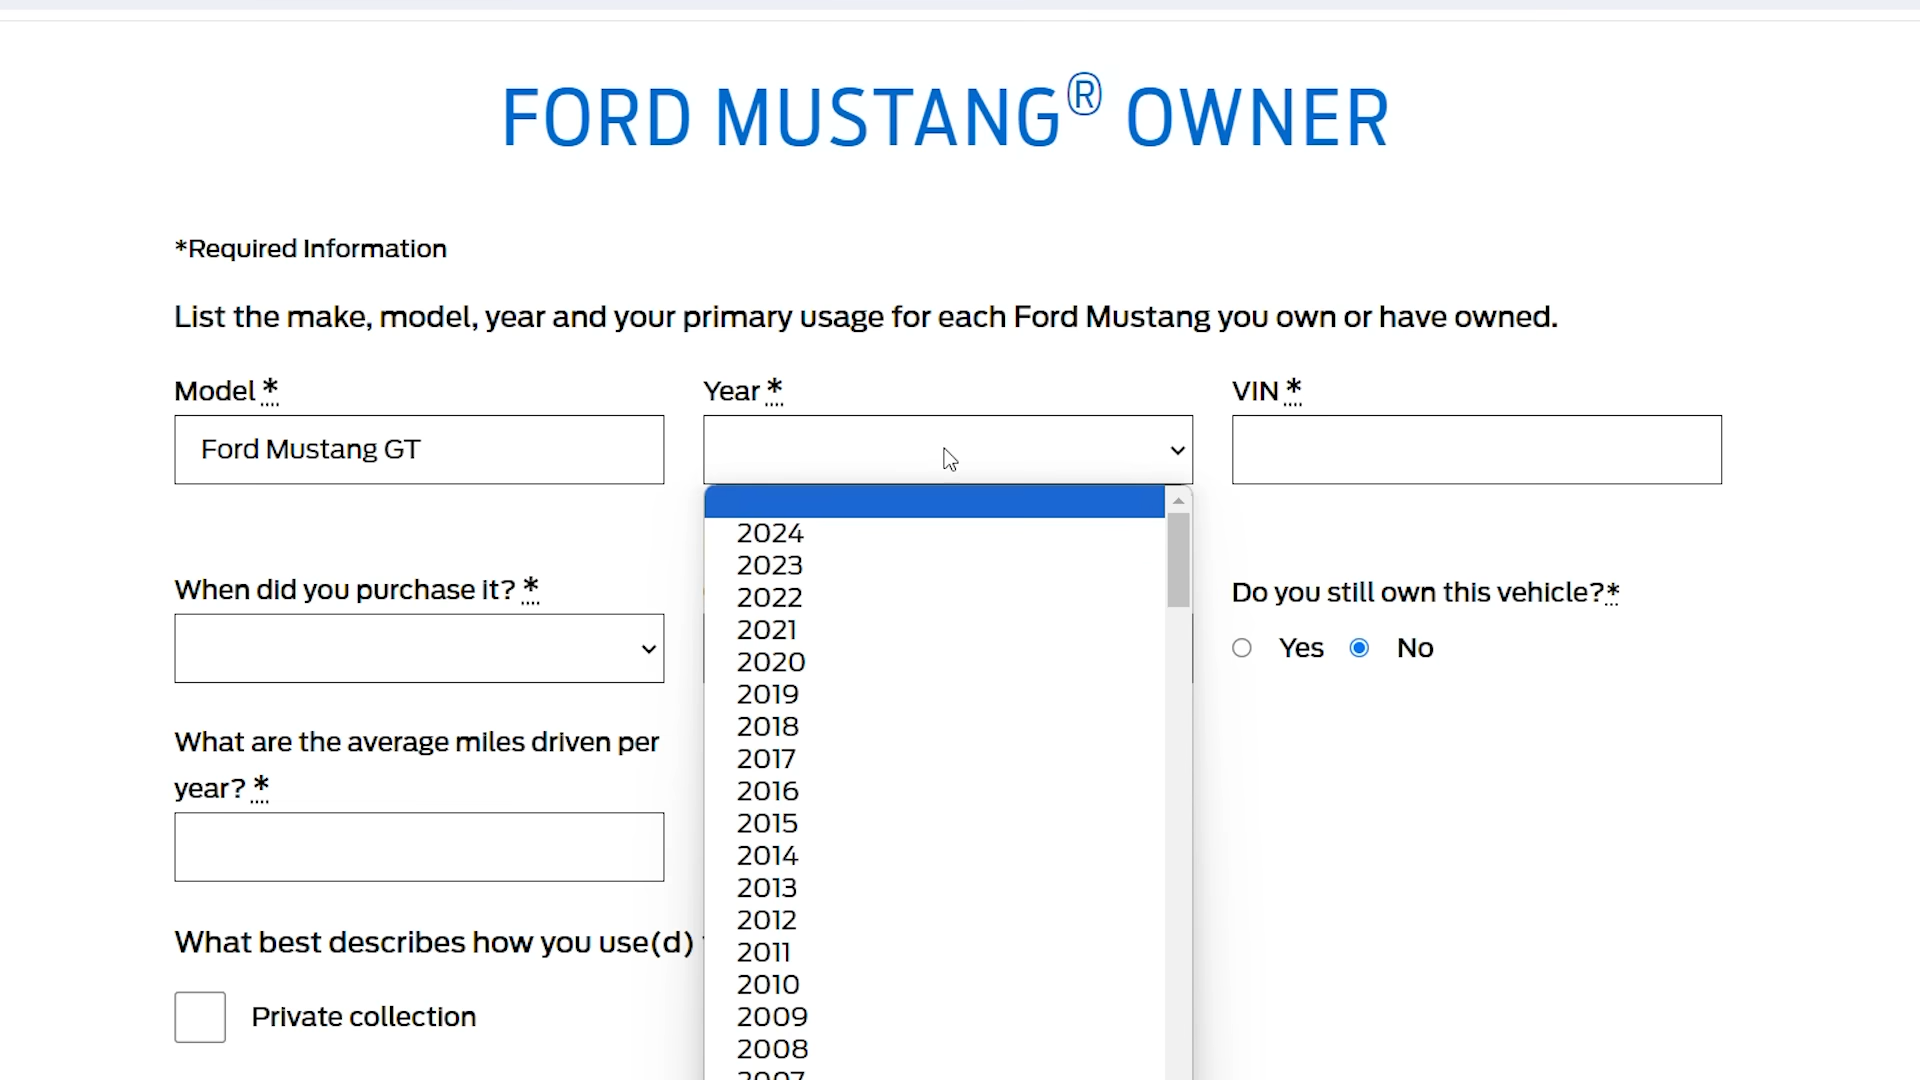 FORD MUSTANG® OWNER
*Required Information
List the make, model, year and your primary usage for each Ford Mustang you own or have owned.
Model *
Year *
VIN *
Ford Mustang GT
2024
2023
2022
2021
2020
2019
2018
2017
2016
2015
2014
2013
2012
2011
2010
2009
2008
2007
When did you purchase it? *
Do you still own this vehicle?*
Yes
No
What are the average miles driven per
year? *
What best describes how you use(d)
Private collection